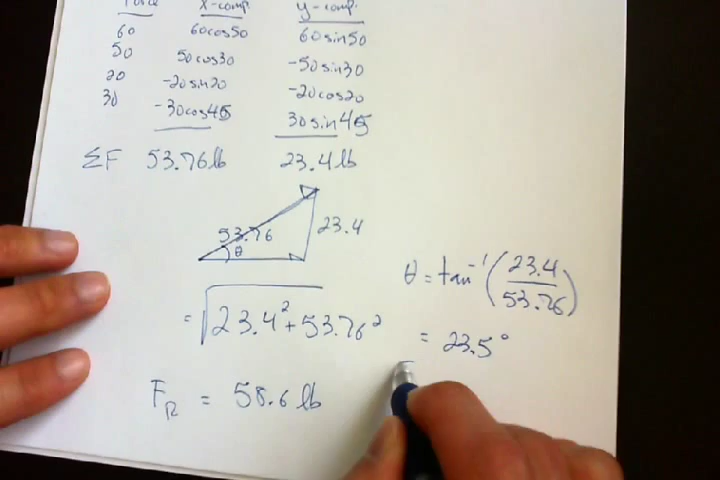 Force x-comp. y-comp.
60 60cos50 60sin50
50 50cos30 -50sin30
20 -20sin20 -20cos20
30 -30cos45 30sin45
ΣF 53.76lb 23.4lb
53.76 23.4
θ
θ = tan⁻¹(23.4/53.76)
= √23.4²+53.76²
= 23.5°
F_R = 58.6 lb